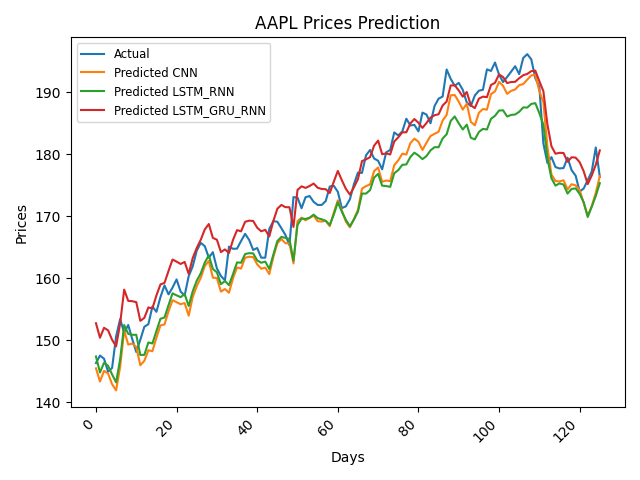 AAPL Prices Prediction
Actual
Predicted CNN
Predicted LSTM_RNN
Predicted LSTM_GRU_RNN
Prices
190
180
170
160
150
140
0
20
40
60
80
100
120
Days